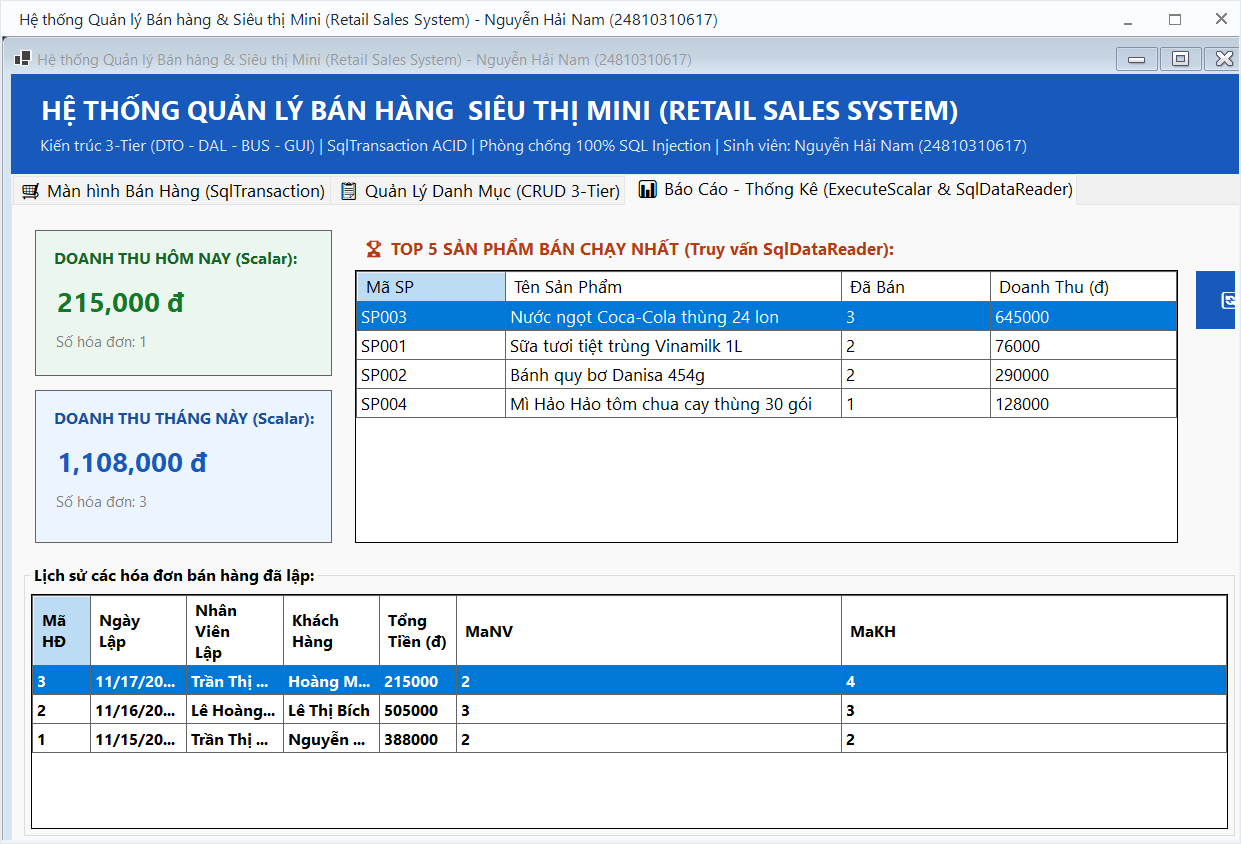 Hệ thống Quản lý Bán hàng & Siêu thị Mini (Retail Sales System) - Nguyễn Hải Nam (24810310617)
Hệ thống Quản lý Bán hàng & Siêu thị Mini (Retail Sales System) - Nguyễn Hải Nam (24810310617)
HỆ THỐNG QUẢN LÝ BÁN HÀNG SIÊU THỊ MINI (RETAIL SALES SYSTEM)
Kiến trúc 3-Tier (DTO - DAL - BUS - GUI) | SqlTransaction ACID | Phòng chống 100% SQL Injection | Sinh viên: Nguyễn Hải Nam (24810310617)
Màn hình Bán Hàng (SqlTransaction) Quản Lý Danh Mục (CRUD 3-Tier) Báo Cáo - Thống Kê (ExecuteScalar & SqlDataReader)
DOANH THU HÔM NAY (Scalar):
215,000 đ
Số hóa đơn: 1
DOANH THU THÁNG NÀY (Scalar):
1,108,000 đ
Số hóa đơn: 3
TOP 5 SẢN PHẨM BÁN CHẠY NHẤT (Truy vấn SqlDataReader):
Mã SP Tên Sản Phẩm Đã Bán Doanh Thu (đ)
SP003 Nước ngọt Coca-Cola thùng 24 lon 3 645000
SP001 Sữa tươi tiệt trùng Vinamilk 1L 2 76000
SP002 Bánh quy bơ Danisa 454g 2 290000
SP004 Mì Hảo Hảo tôm chua cay thùng 30 gói 1 128000
Lịch sử các hóa đơn bán hàng đã lập:
Mã HĐ Ngày Lập Nhân Viên Lập Khách Hàng Tổng Tiền (đ) MaNV MaKH
3 11/17/20... Trần Thị ... Hoàng M... 215000 2 4
2 11/16/20... Lê Hoàng... Lê Thị Bích 505000 3 3
1 11/15/20... Trần Thị ... Nguyễn ... 388000 2 2